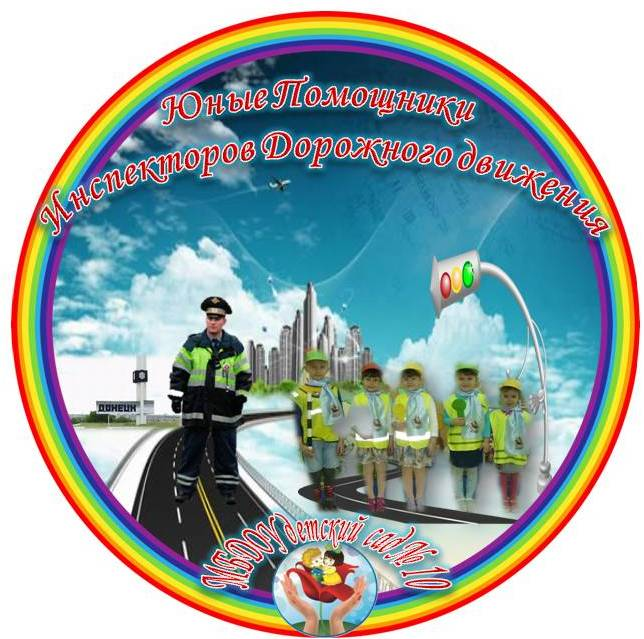 Юные Помощники
Инспекторов Дорожного движения
ДОНЕЦК
МБДОУ детский сад № 10